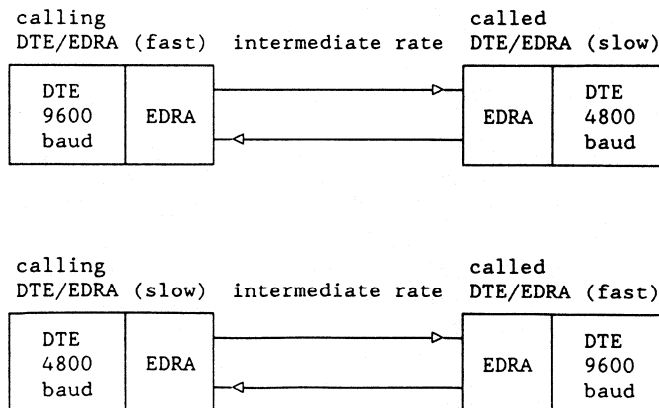 calling called
DTE/EDRA (fast) intermediate rate DTE/EDRA (slow)
DTE DTE
9600 EDRA EDRA 4800
baud baud
calling called
DTE/EDRA (slow) intermediate rate DTE/EDRA (fast)
DTE DTE
4800 EDRA EDRA 9600
baud baud